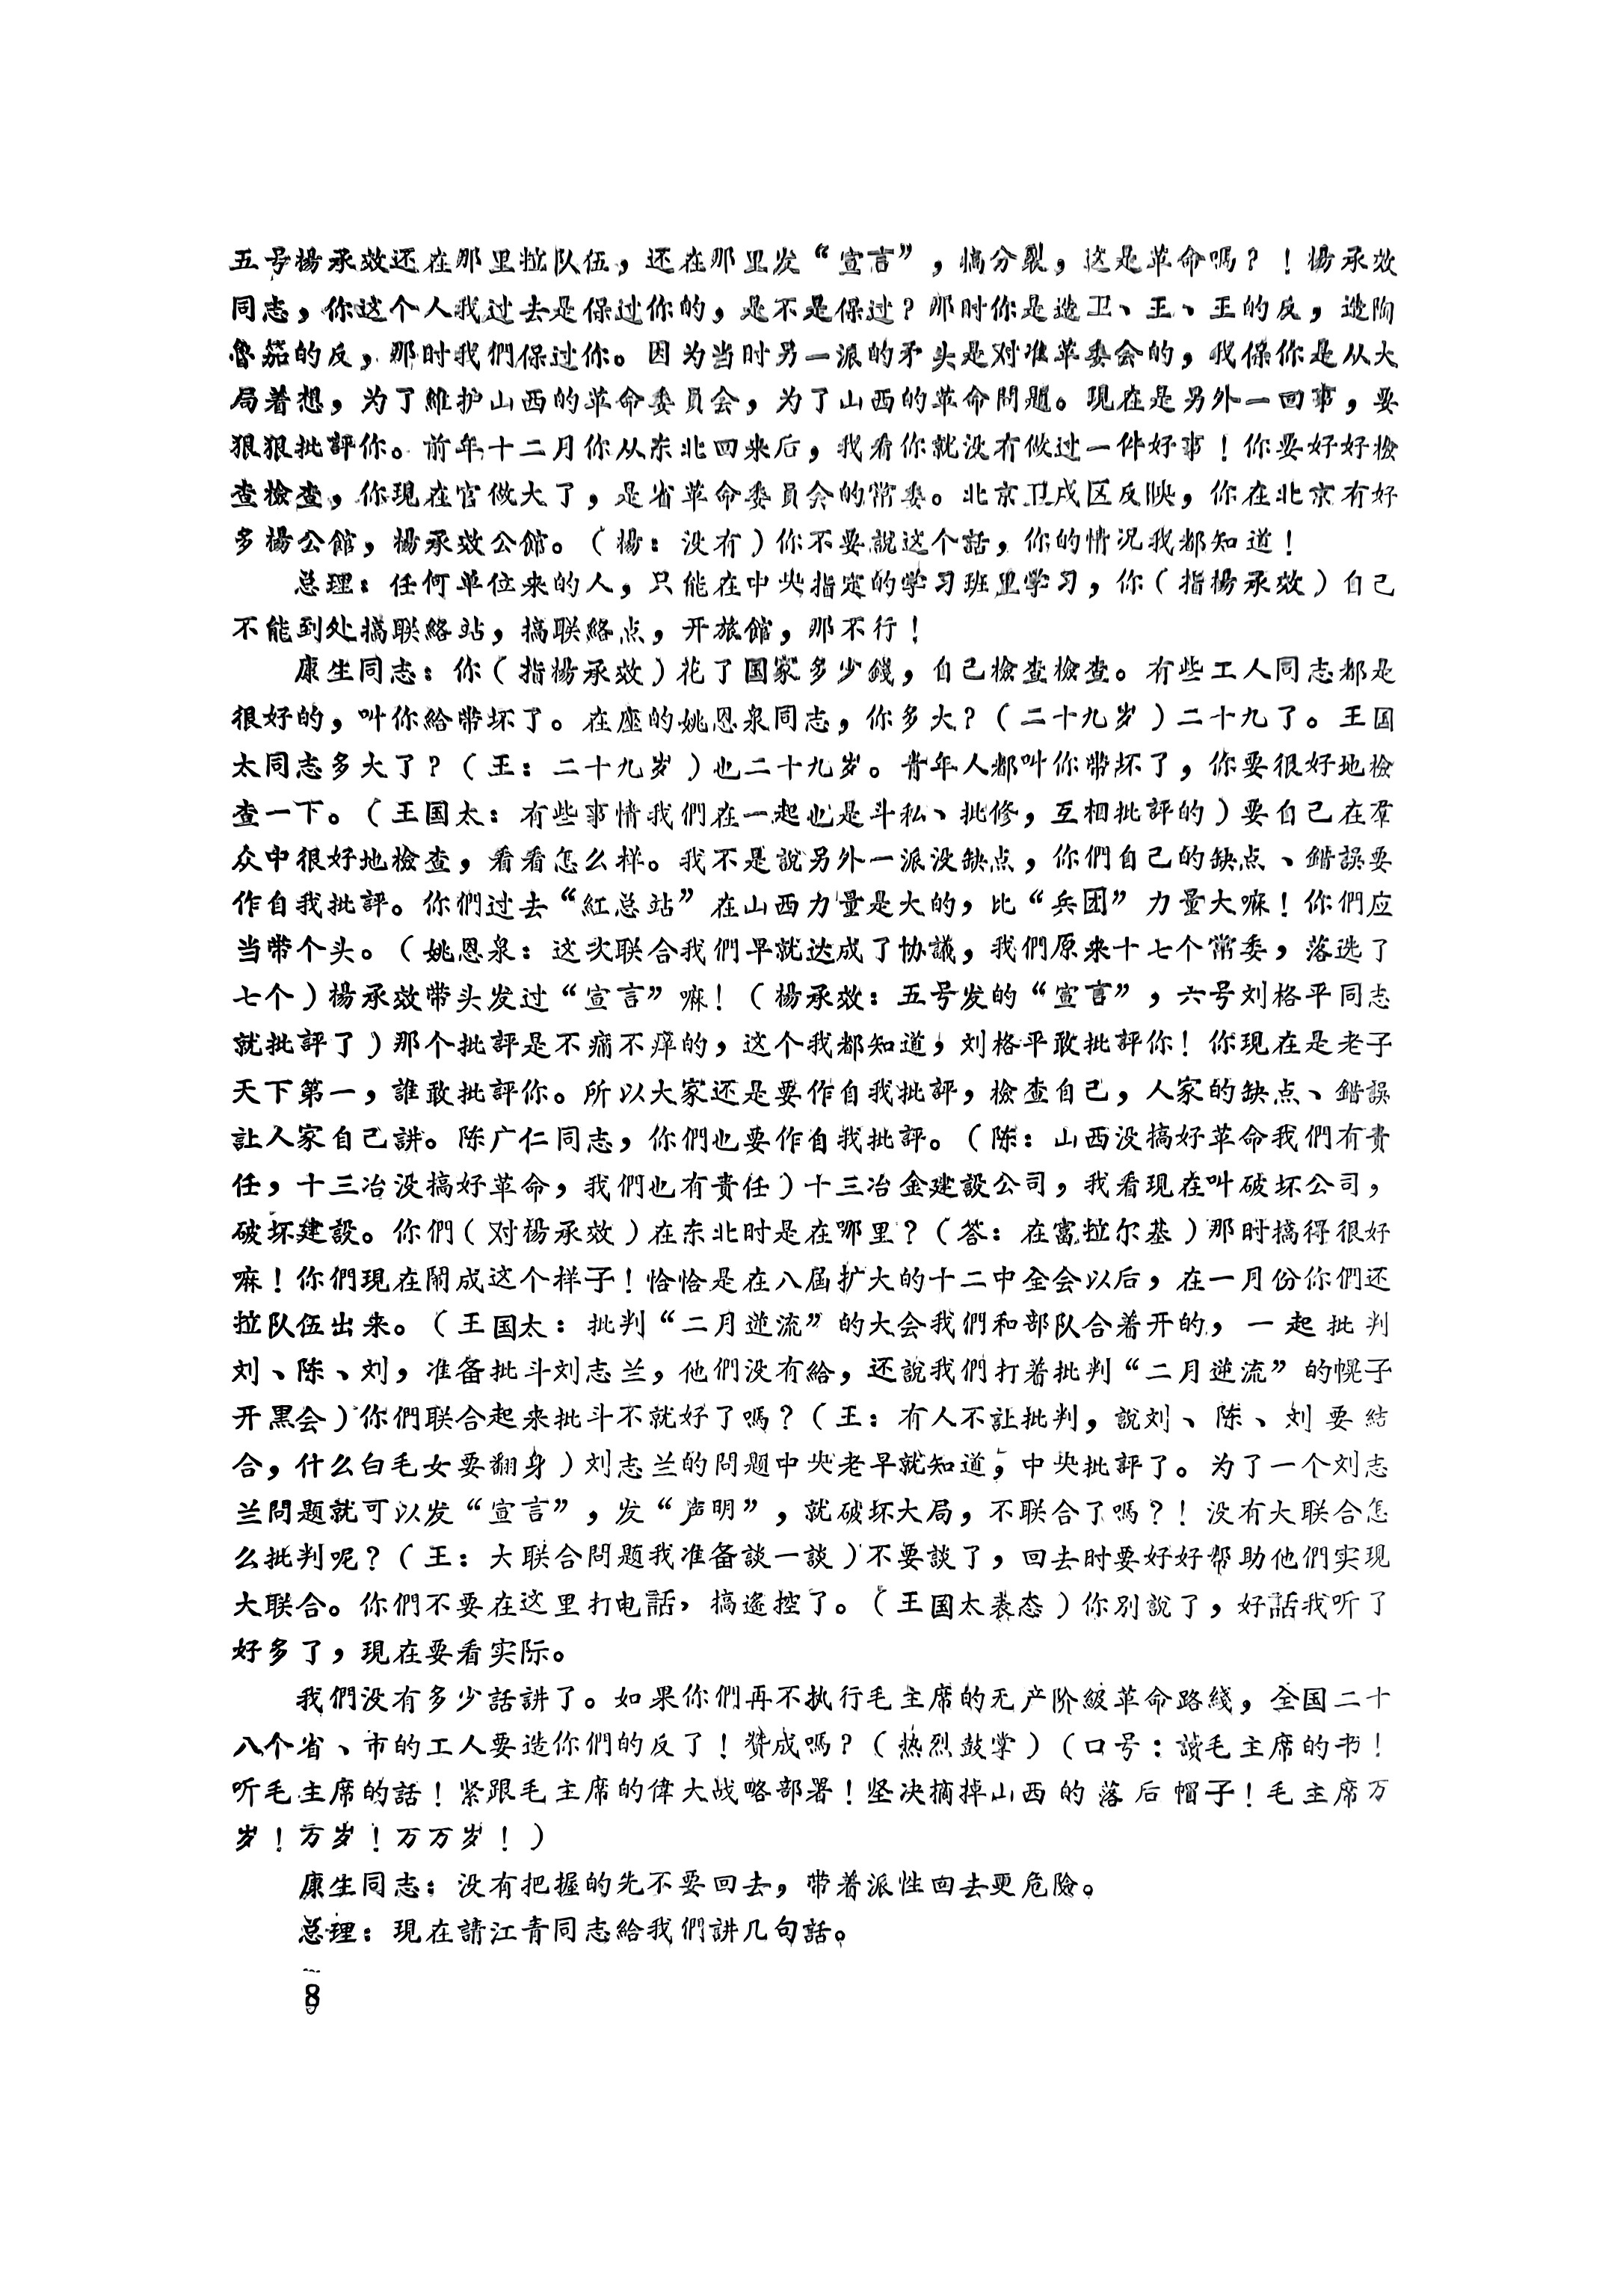 五号楊承效还在那里拉队伍，还在那里发“宣言”，搞分裂，这是革命嗎？！楊承效
同志，你这个人我过去是保过你的，是不是保过？那时你是造卫、王、王的反，造陶
魯笳的反，那时我們保过你。因为当时另一派的矛头是对准革委会的，我保你是从大
局着想，为了維护山西的革命委員会，为了山西的革命問題。現在是另外一回事，要
狠狠批評你。前年十二月你从东北回来后，我看你就没有做过一件好事！你要好好檢
查檢查，你現在官做大了，是省革命委員会的常委。北京卫戍区反映，你在北京有好
多楊公館，楊承效公館。（楊：没有）你不要說这个話，你的情况我都知道！
总理：任何单位来的人，只能在中央指定的学习班里学习，你（指楊承效）自己
不能到处搞联絡站，搞联絡点，开旅館，那不行！
康生同志：你（指楊承效）花了国家多少錢，自己檢查檢查。有些工人同志都是
很好的，叫你給带坏了。在座的姚恩泉同志，你多大？（二十九岁）二十九了。王国
太同志多大了？（王：二十九岁）也二十九岁。青年人都叫你带坏了，你要很好地檢
查一下。（王国太：有些事情我們在一起也是斗私、批修，互相批評的）要自己在羣
众中很好地檢查，看看怎么样。我不是說另外一派没缺点，你們自己的缺点、錯誤要
作自我批評。你們过去“紅总站”在山西力量是大的，比“兵团”力量大嘛！你們应
当带个头。（姚恩泉：这次联合我們早就达成了协議，我們原来十七个常委，落选了
七个）楊承效带头发过“宣言”嘛！（楊承效：五号发的“宣言”，六号刘格平同志
就批評了）那个批評是不痛不痒的，这个我都知道，刘格平敢批評你！你現在是老子
天下第一，誰敢批評你。所以大家还是要作自我批評，檢查自己，人家的缺点、錯誤
让人家自己讲。陈广仁同志，你們也要作自我批評。（陈：山西没搞好革命我們有責
任，十三冶没搞好革命，我們也有責任）十三冶金建設公司，我看現在叫破坏公司，
破坏建設。你們（对楊承效）在东北时是在哪里？（答：在富拉尔基）那时搞得很好
嘛！你們現在鬧成这个样子！恰恰是在八屆扩大的十二中全会以后，在一月份你們还
拉队伍出来。（王国太：批判“二月逆流”的大会我們和部队合着开的，一起批判
刘、陈、刘，准备批斗刘志兰，他們没有給，还說我們打着批判“二月逆流”的幌子
开黑会）你們联合起来批斗不就好了嗎？（王：有人不让批判，說刘、陈、刘要結
合，什么白毛女要翻身）刘志兰的問題中央老早就知道，中央批評了。为了一个刘志
兰問題就可以发“宣言”，发“声明”，就破坏大局，不联合了嗎？！没有大联合怎
么批判呢？（王：大联合問題我准备談一談）不要談了，回去时要好好帮助他們实現
大联合。你們不要在这里打电話，搞遙控了。（王国太表态）你别說了，好話我听了
好多了，現在要看实际。
我們没有多少話讲了。如果你們再不执行毛主席的无产阶級革命路綫，全国二十
八个省、市的工人要造你們的反了！贊成嗎？（热烈鼓掌）（口号：讀毛主席的书！
听毛主席的話！紧跟毛主席的偉大战略部署！坚决摘掉山西的落后帽子！毛主席万
岁！万岁！万万岁！）
康生同志：没有把握的先不要回去，带着派性回去更危險。
总理：現在請江青同志給我們讲几句話。
8